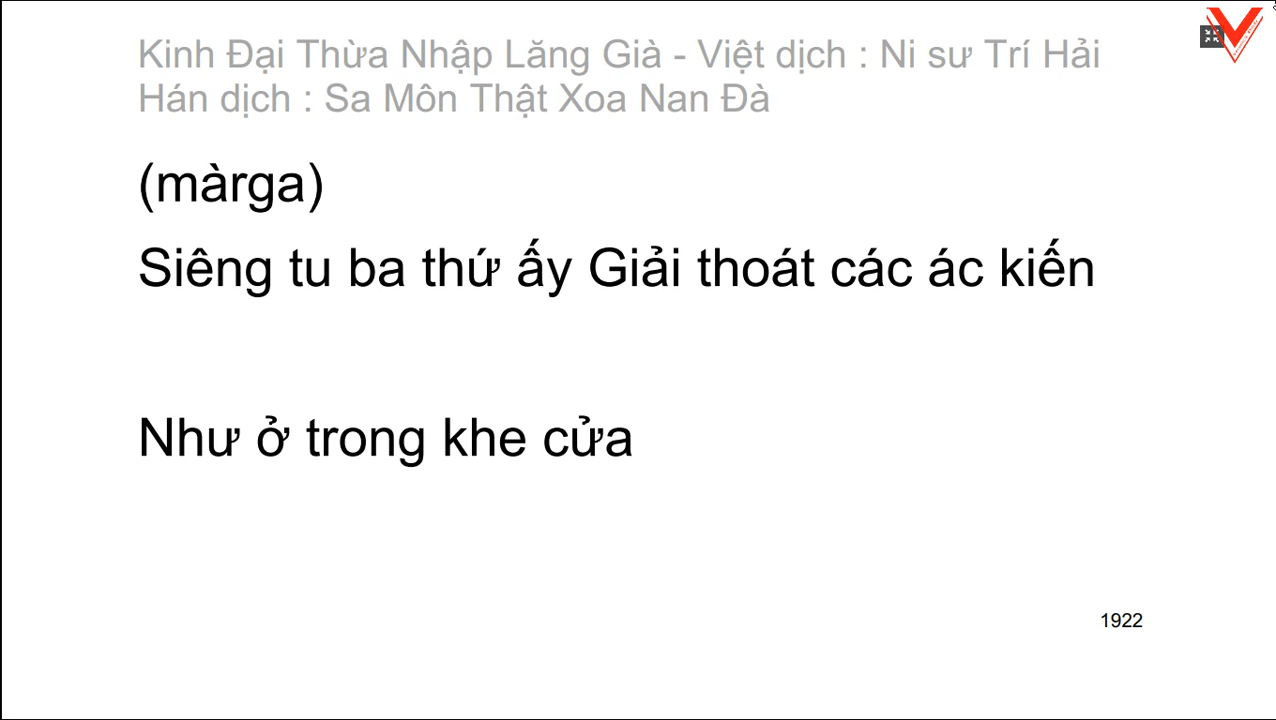 Kinh Đại Thừa Nhập Lăng Già - Việt dịch : Ni sư Trí Hải
Hán dịch : Sa Môn Thật Xoa Nan Đà
(màrga)
Siêng tu ba thứ ấy Giải thoát các ác kiến
Như ở trong khe cửa
1922